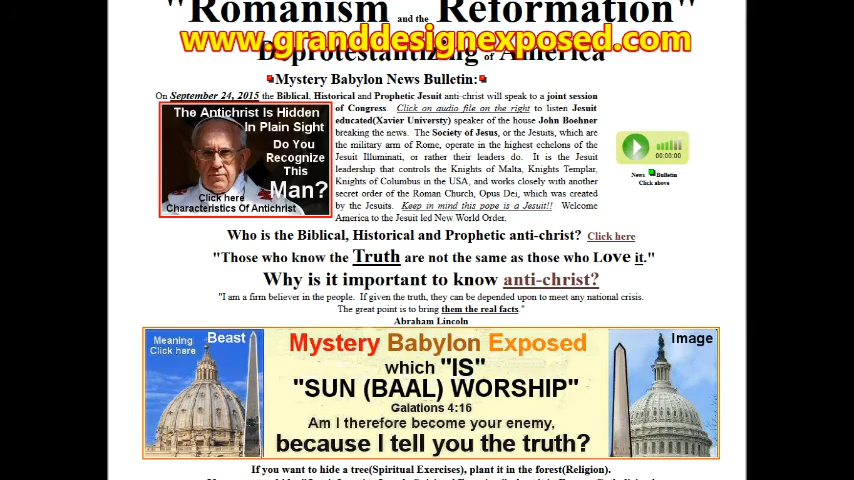 "Romanism and the Reformation"
www.granddesignexposed.com
Deprotestantizing of America
Mystery Babylon News Bulletin:
On September 24, 2015 the Biblical, Historical and Prophetic Jesuit anti-christ will speak to a joint session
of Congress. Click on audio file on the right to listen Jesuit
educated(Xavier Universty) speaker of the house John Boehner
breaking the news. The Society of Jesus, or the Jesuits, which are
the military arm of Rome, operate in the highest echelons of the
Jesuit Illuminati, or rather their leaders do. It is the Jesuit
leadership that controls the Knights of Malta, Knights Templar,
Knights of Columbus in the USA, and works closely with another
secret order of the Roman Church, Opus Dei, which was created
by the Jesuits. Keep in mind this pope is a Jesuit!! Welcome
America to the Jesuit led New World Order.
The Antichrist Is Hidden
In Plain Sight
Do You
Recognize
This
Man?
Click here
Characteristics Of Antichrist
00:00:00
News Bulletin
Click above
Who is the Biblical, Historical and Prophetic anti-christ? Click here
"Those who know the Truth are not the same as those who Love it."
Why is it important to know anti-christ?
"I am a firm believer in the people. If given the truth, they can be depended upon to meet any national crisis.
The great point is to bring them the real facts."
Abraham Lincoln
Meaning
Click here
Beast
Mystery Babylon Exposed
which "IS"
"SUN (BAAL) WORSHIP"
Galations 4:16
Am I therefore become your enemy,
because I tell you the truth?
Image
If you want to hide a tree(Spiritual Exercises), plant it in the forest(Religion).